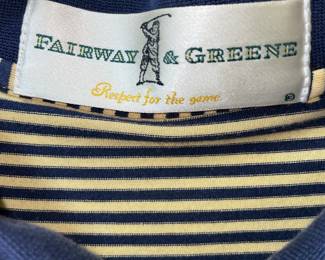 FAIRWAY & GREENE
Respect for the game